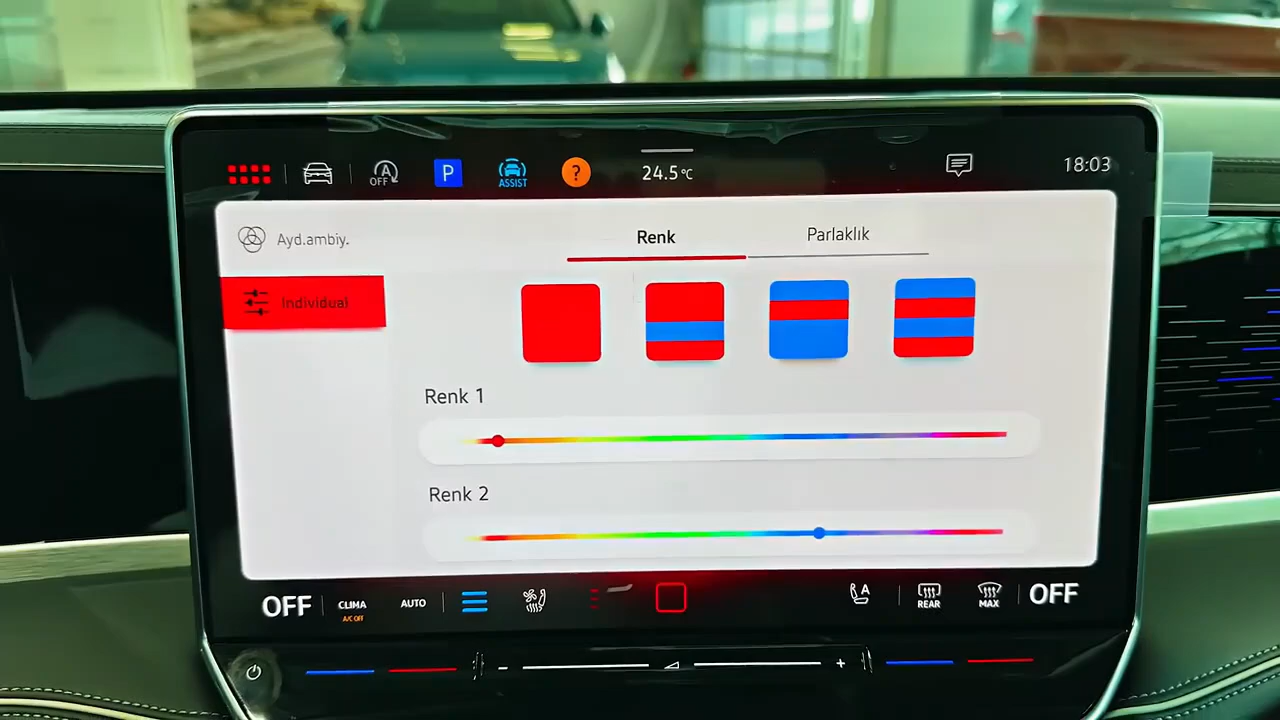 OFF A P ASSIST ? 24.5°C 18:03
Ayd.ambiy. Renk Parlaklık
Individual
Renk 1
Renk 2
OFF CLIMA A/C OFF AUTO A REAR MAX OFF
- +